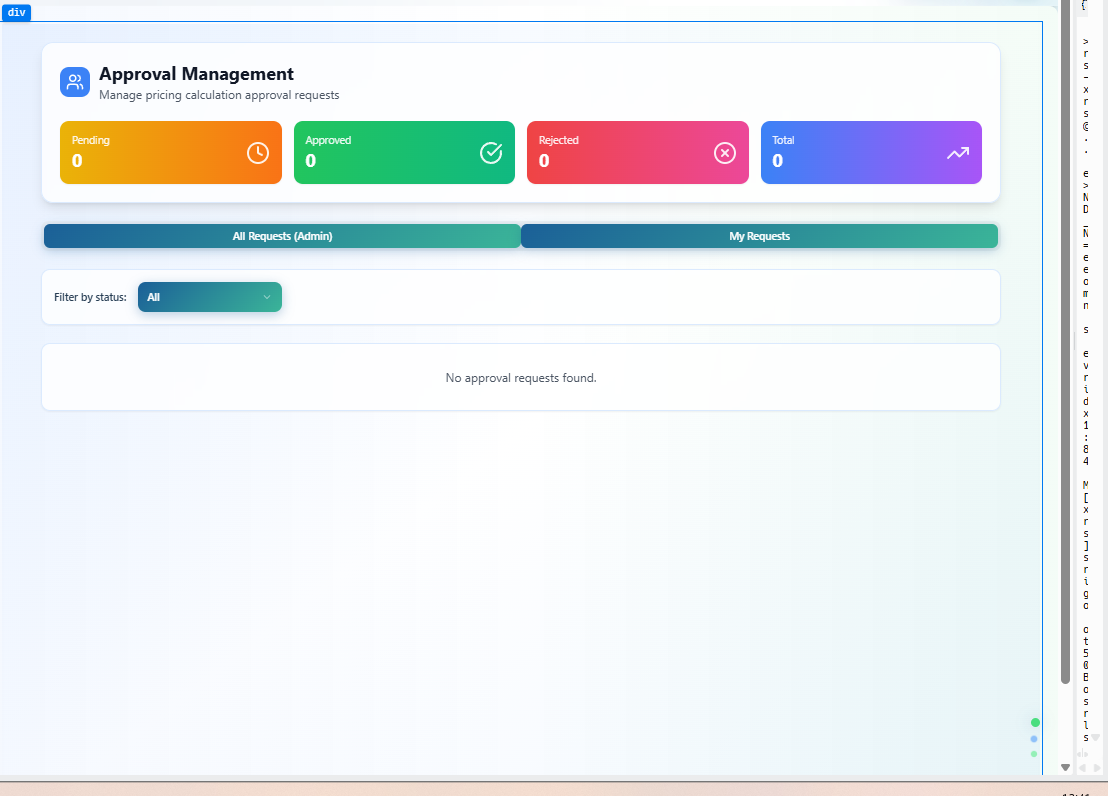 div
Approval Management
Manage pricing calculation approval requests
Pending
0
Approved
0
Rejected
0
Total
0
All Requests (Admin)
My Requests
Filter by status:
All
No approval requests found.